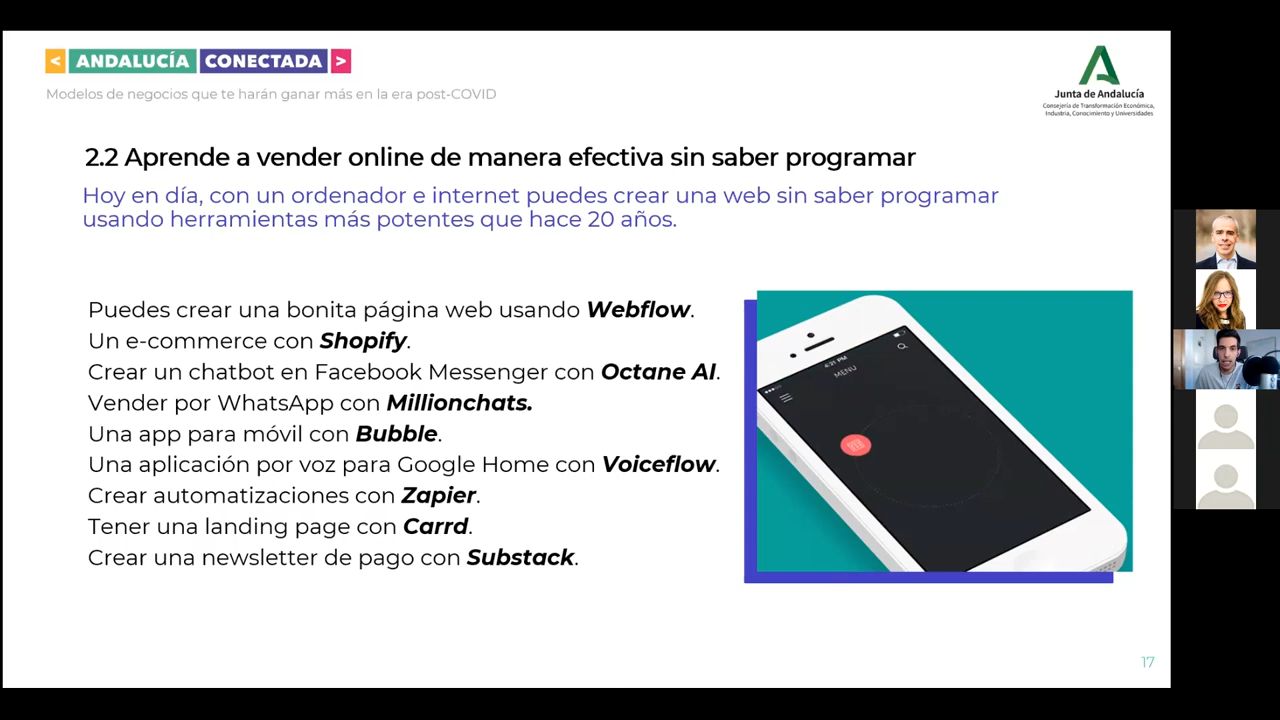 < ANDALUCÍA CONECTADA >
Modelos de negocios que te harán ganar más en la era post-COVID
Junta de Andalucía
Consejería de Transformación Económica,
Industria, Conocimiento y Universidades
2.2 Aprende a vender online de manera efectiva sin saber programar
Hoy en día, con un ordenador e internet puedes crear una web sin saber programar
usando herramientas más potentes que hace 20 años.
Puedes crear una bonita página web usando Webflow.
Un e-commerce con Shopify.
Crear un chatbot en Facebook Messenger con Octane AI.
Vender por WhatsApp con Millionchats.
Una app para móvil con Bubble.
Una aplicación por voz para Google Home con Voiceflow.
Crear automatizaciones con Zapier.
Tener una landing page con Carrd.
Crear una newsletter de pago con Substack.
4:21 PM
MENU
17